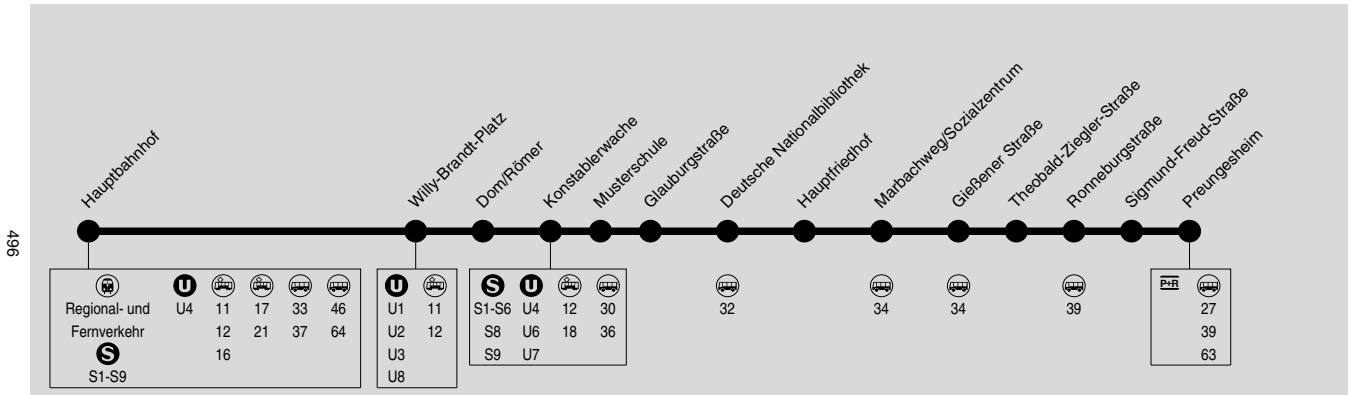 Hauptbahnhof
Willy-Brandt-Platz
Dom/Römer
Konstablerwache
Musterschule
Glauburgstraße
Deutsche Nationalbibliothek
Hauptfriedhof
Marbachweg/Sozialzentrum
Gießener Straße
Theobald-Ziegler-Straße
Ronneburgstraße
Sigmund-Freud-Straße
Preungesheim
496
U
Regional- und U4 11 17 33 46
Fernverkehr 12 21 37 64
S 16
S1-S9
U
U1 11
U2 12
U3
U8
S U
S1-S6 U4 12 30
S8 U6 18 36
S9 U7
32
34
34
39
P+R
27
39
63